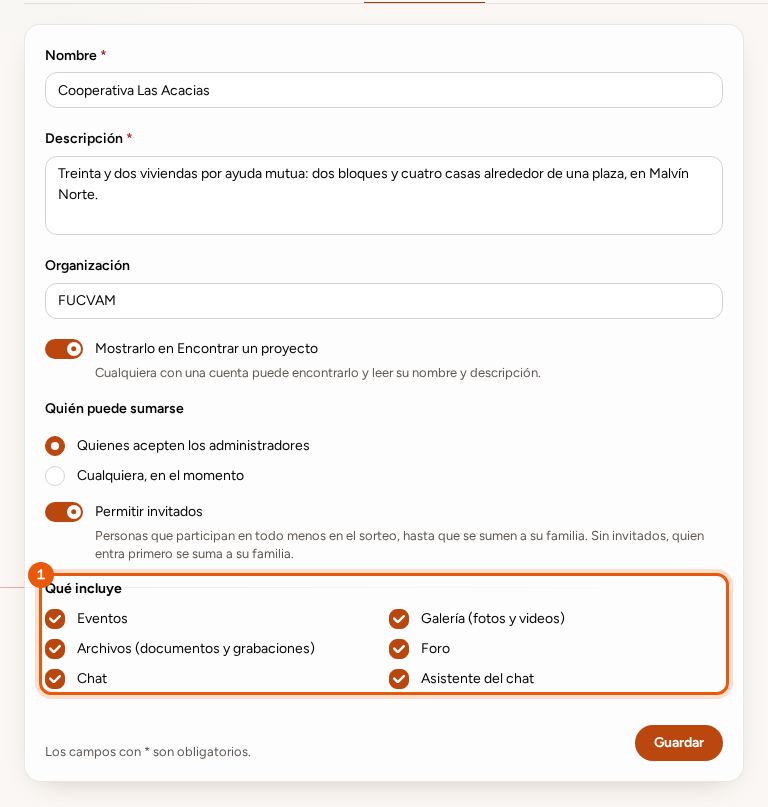 Nombre *
Cooperativa Las Acacias
Descripción *
Treinta y dos viviendas por ayuda mutua: dos bloques y cuatro casas alrededor de una plaza, en Malvín
Norte.
Organización
FUCVAM
Mostrarlo en Encontrar un proyecto
Cualquiera con una cuenta puede encontrarlo y leer su nombre y descripción.
Quién puede sumarse
Quienes acepten los administradores
Cualquiera, en el momento
Permitir invitados
Personas que participan en todo menos en el sorteo, hasta que se sumen a su familia. Sin invitados, quien
entra primero se suma a su familia.
1
Qué incluye
Eventos
Galería (fotos y videos)
Archivos (documentos y grabaciones)
Foro
Chat
Asistente del chat
Los campos con * son obligatorios.
Guardar